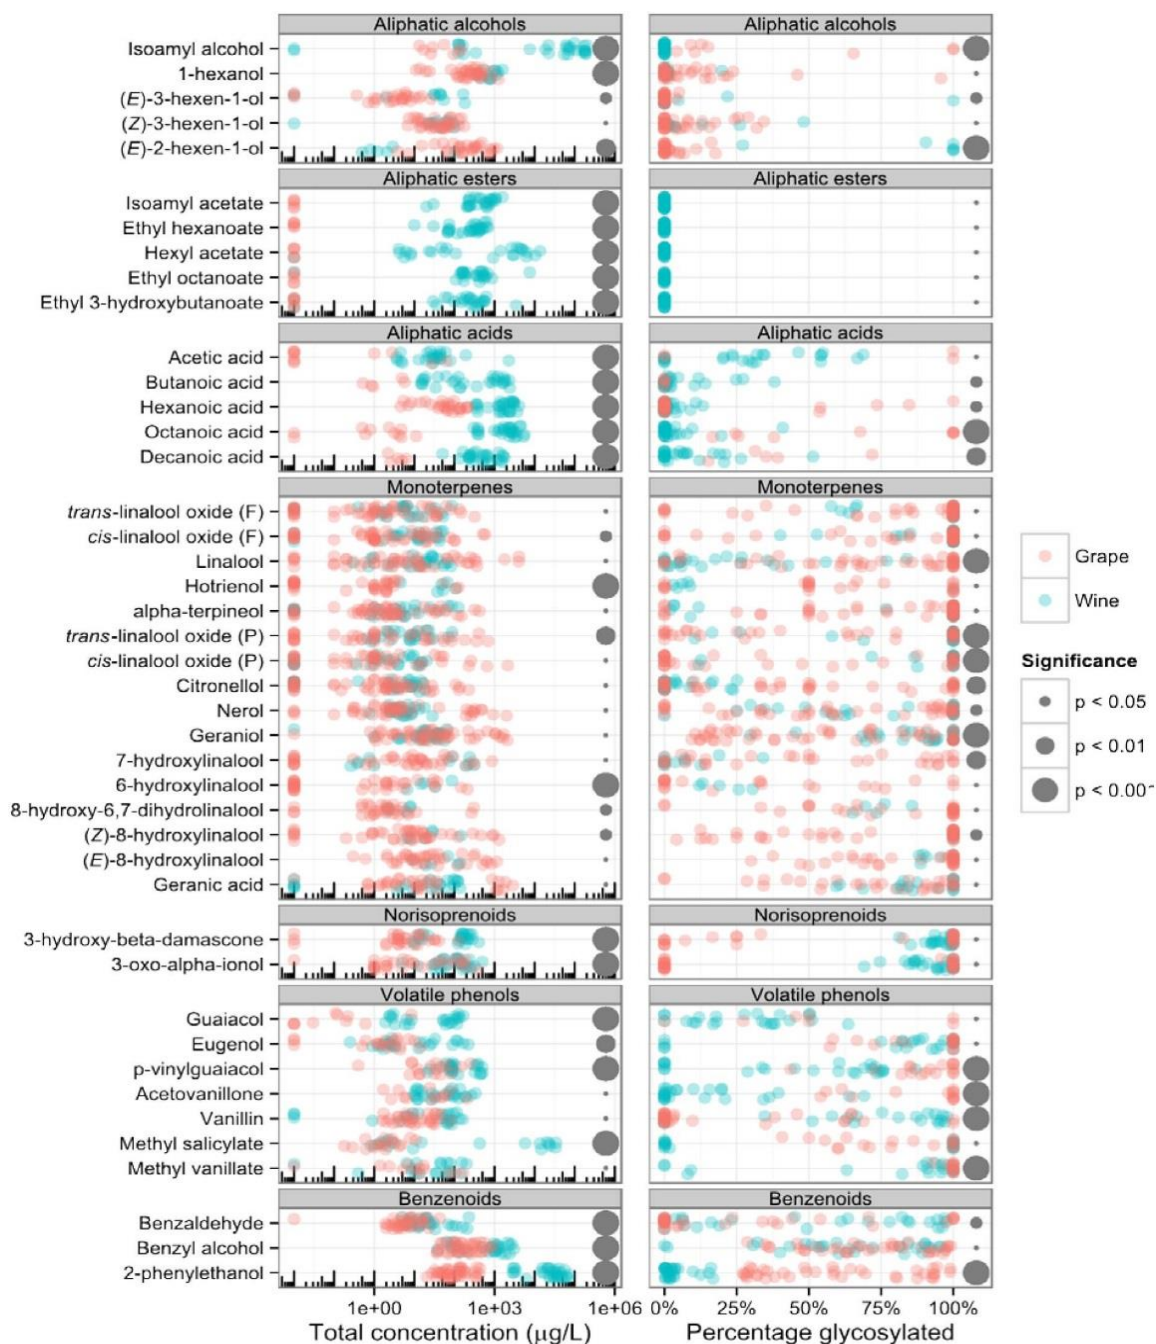 Aliphatic alcohols Aliphatic alcohols
Isoamyl alcohol
1-hexanol
(E)-3-hexen-1-ol
(Z)-3-hexen-1-ol
(E)-2-hexen-1-ol
Aliphatic esters Aliphatic esters
Isoamyl acetate
Ethyl hexanoate
Hexyl acetate
Ethyl octanoate
Ethyl 3-hydroxybutanoate
Aliphatic acids Aliphatic acids
Acetic acid
Butanoic acid
Hexanoic acid
Octanoic acid
Decanoic acid
Monoterpenes Monoterpenes
trans-linalool oxide (F)
cis-linalool oxide (F)
Linalool
Hotrienol
alpha-terpineol
trans-linalool oxide (P)
cis-linalool oxide (P)
Citronellol
Nerol
Geraniol
7-hydroxylinalool
6-hydroxylinalool
8-hydroxy-6,7-dihydrolinalool
(Z)-8-hydroxylinalool
(E)-8-hydroxylinalool
Geranic acid
Norisoprenoids Norisoprenoids
3-hydroxy-beta-damascone
3-oxo-alpha-ionol
Volatile phenols Volatile phenols
Guaiacol
Eugenol
p-vinylguaiacol
Acetovanillone
Vanillin
Methyl salicylate
Methyl vanillate
Benzenoids Benzenoids
Benzaldehyde
Benzyl alcohol
2-phenylethanol
1e+00 1e+03 1e+06 0% 25% 50% 75% 100%
Total concentration (μg/L) Percentage glycosylated
Grape
Wine
Significance
p < 0.05
p < 0.01